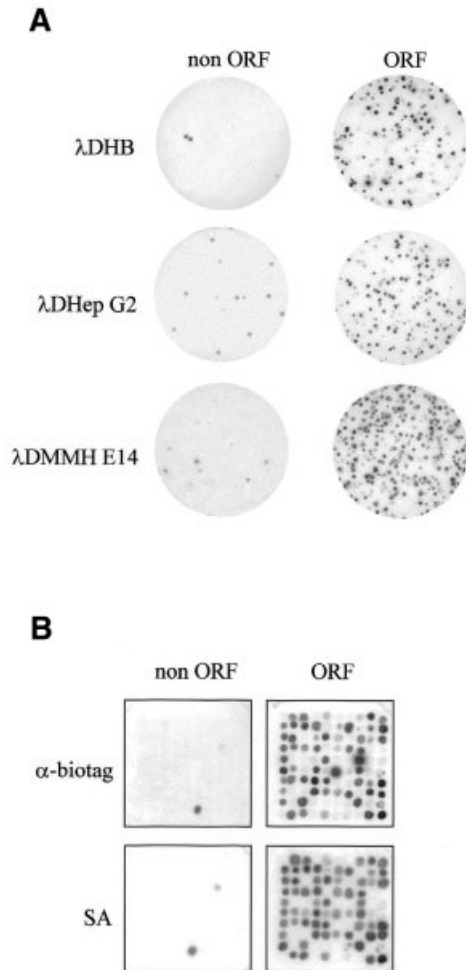 A
non ORF ORF
λDHB
λDHep G2
λDMMH E14
B
non ORF ORF
α-biotag
SA